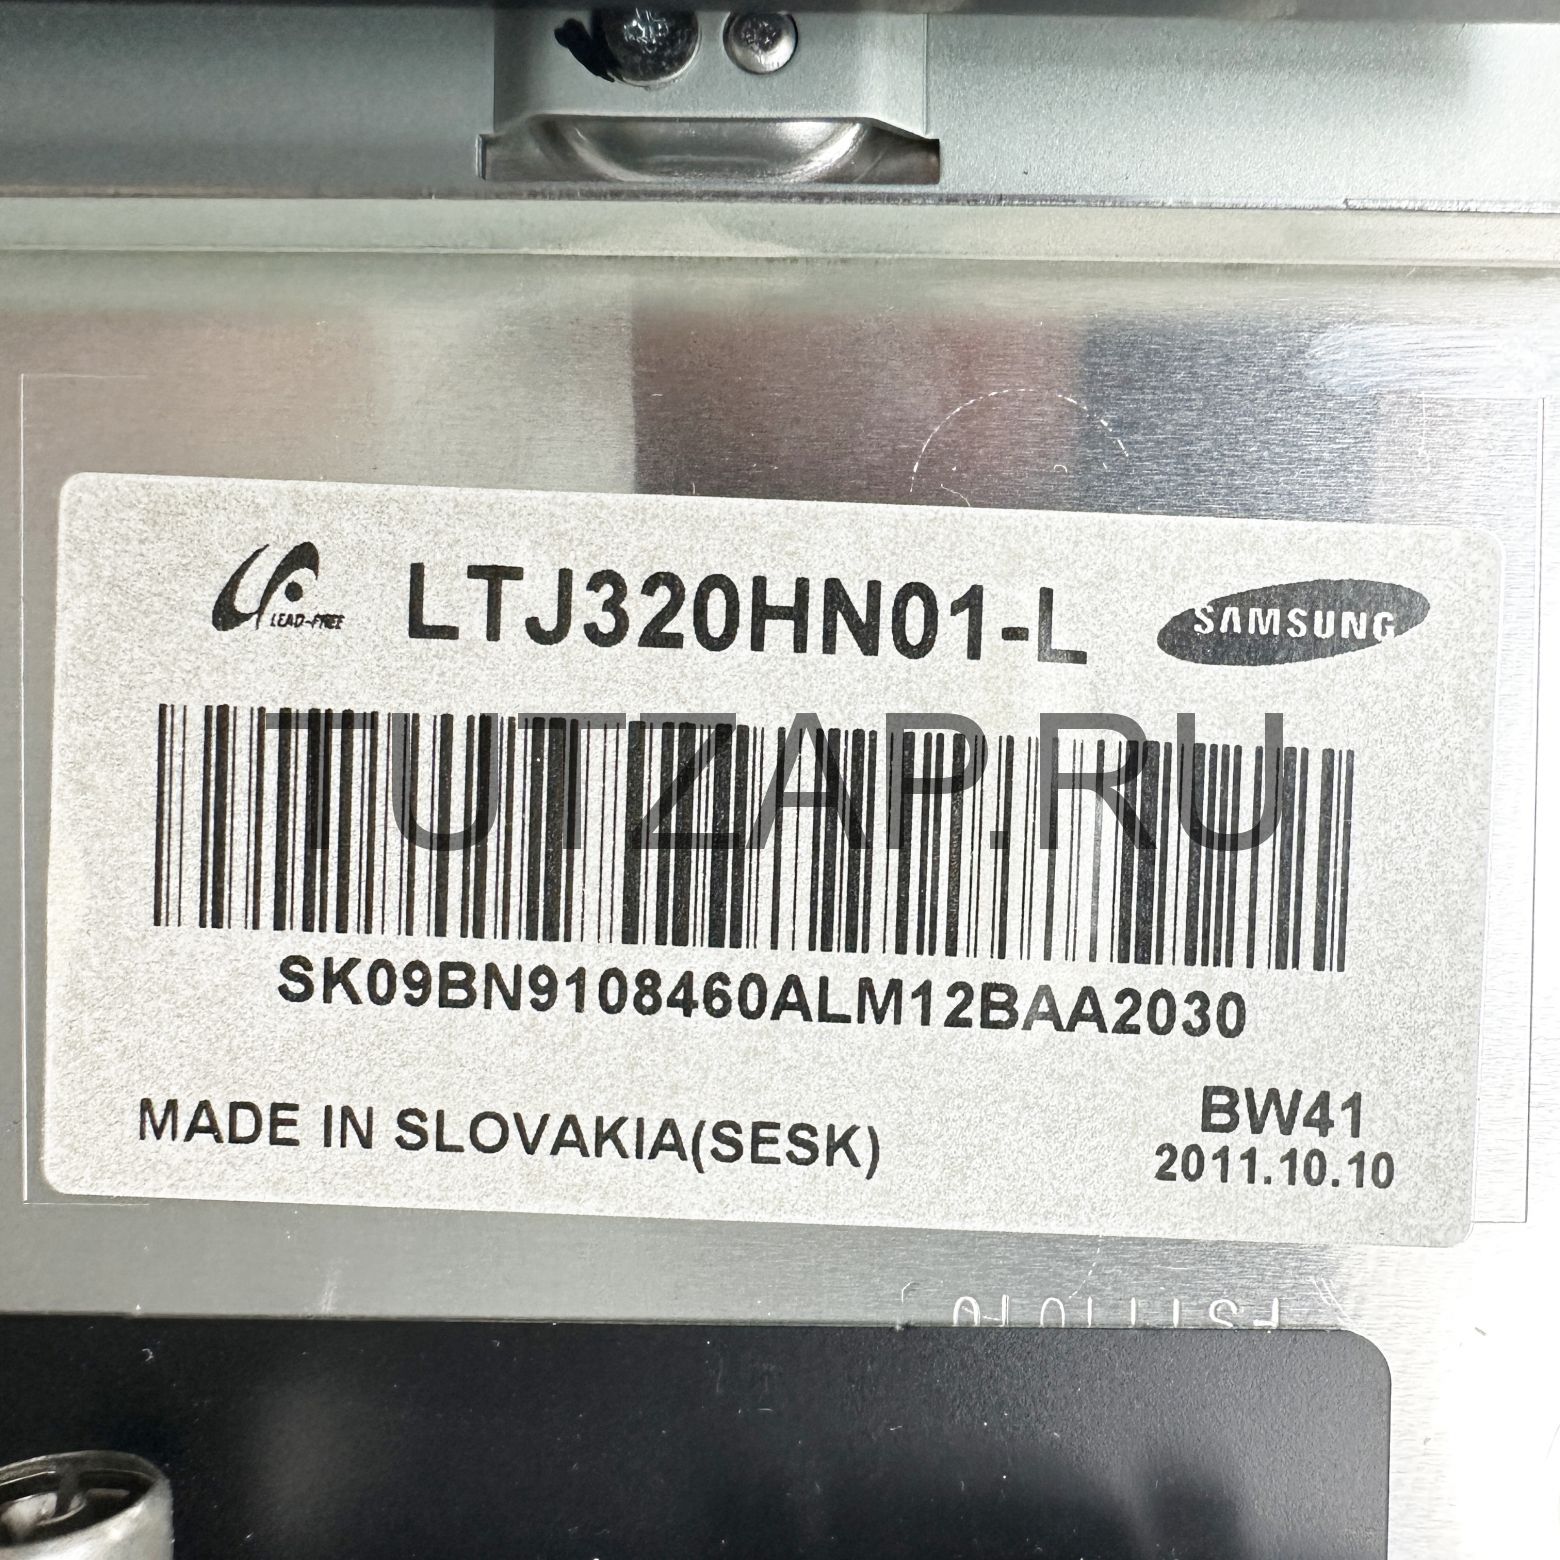 LEAD-FREE
LTJ320HN01-L
SAMSUNG
TUTZAP.RU
SK09BN9108460ALM12BAA2030
MADE IN SLOVAKIA(SESK)
BW41
2011.10.10